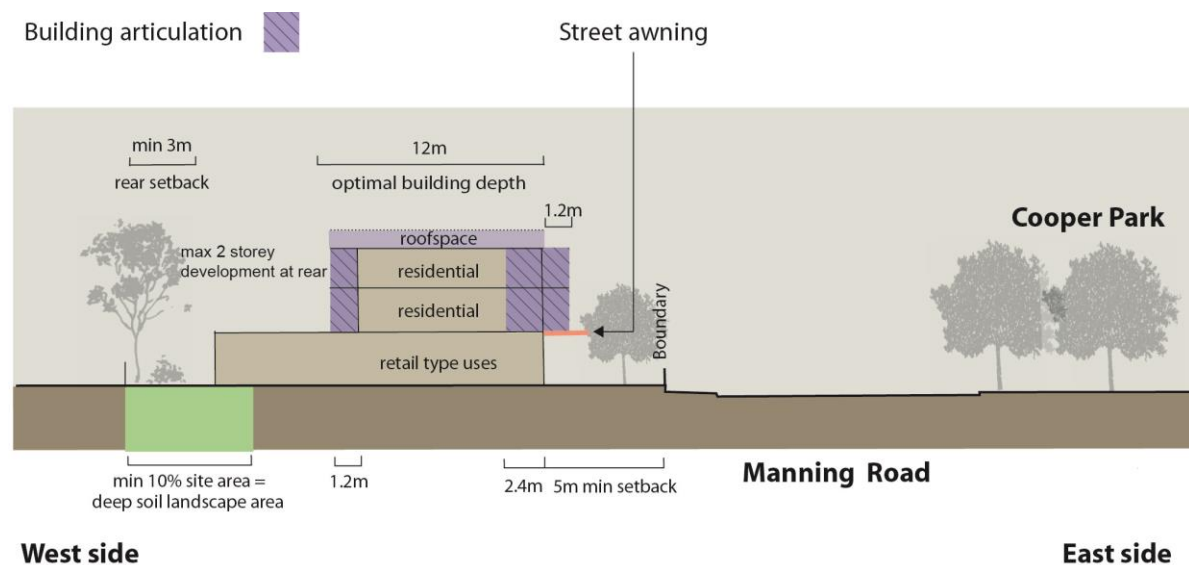 Building articulation
Street awning
min 3m
rear setback
12m
optimal building depth
1.2m
Cooper Park
roofspace
max 2 storey
development at rear
residential
residential
Boundary
retail type uses
min 10% site area =
deep soil landscape area
1.2m
2.4m
5m min setback
Manning Road
West side
East side